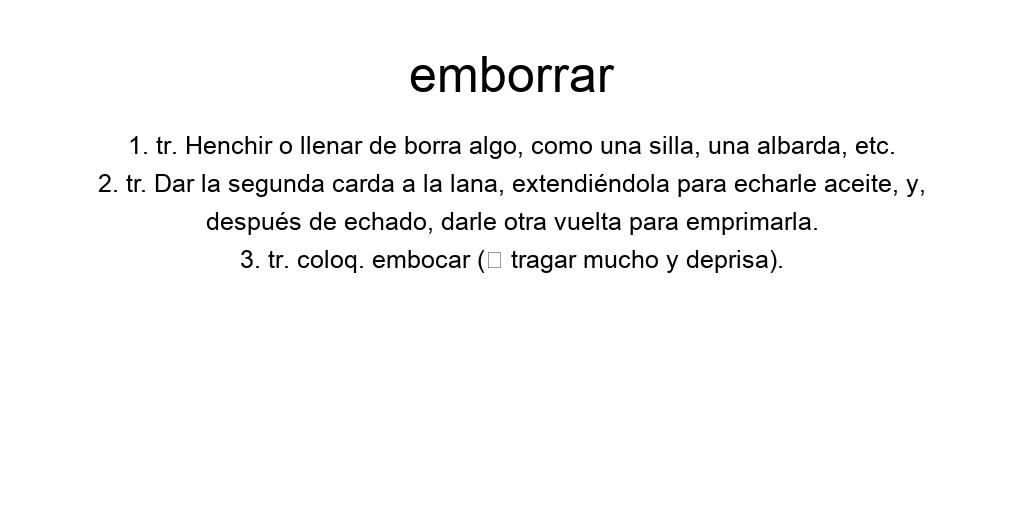 emborrar
1. tr. Henchir o llenar de borra algo, como una silla, una albarda, etc.
2. tr. Dar la segunda carda a la lana, extendiéndola para echarle aceite, y,
después de echado, darle otra vuelta para emprimarla.
3. tr. coloq. embocar (□ tragar mucho y deprisa).